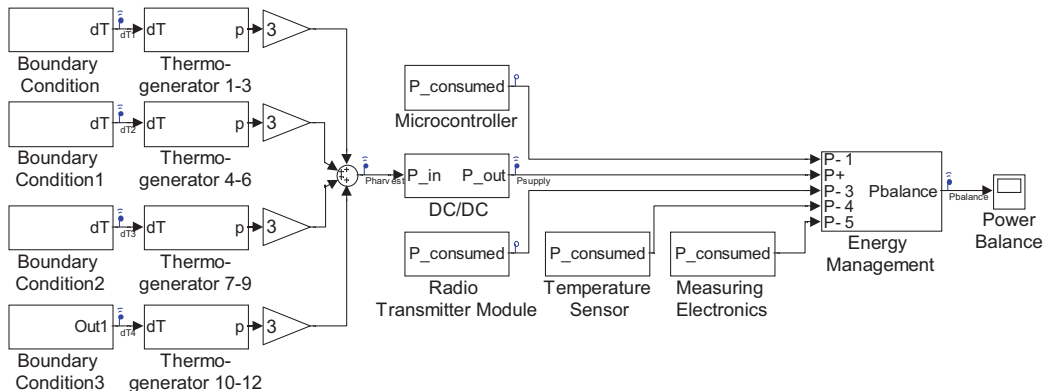 dT
dT1
dT
p
3
Boundary
Condition
Thermo-
generator 1-3
dT
dT2
dT
p
3
Boundary
Condition1
Thermo-
generator 4-6
dT
dT3
dT
p
3
Boundary
Condition2
Thermo-
generator 7-9
Out1
dT4
dT
p
3
Boundary
Condition3
Thermo-
generator 10-12
Pharvest
P_consumed
Microcontroller
P_in
P_out
Psupply
DC/DC
P_consumed
Radio
Transmitter Module
P_consumed
Temperature
Sensor
P_consumed
Measuring
Electronics
P- 1
P+
P- 3
P- 4
P- 5
Pbalance
Energy
Management
Pbalance
Power
Balance